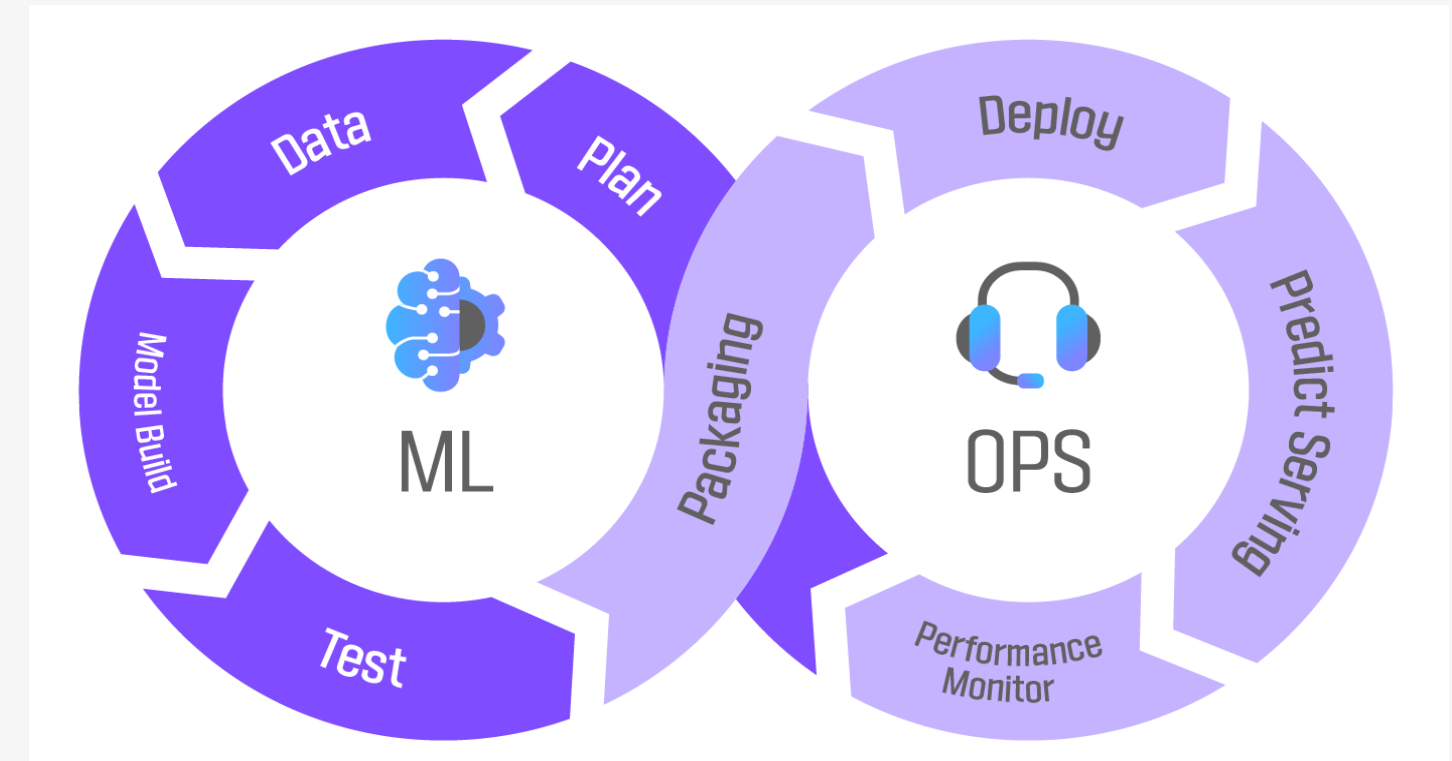 Data
Plan
Model Build
Test
ML
Packaging
Deploy
Predict Serving
Performance
Monitor
OPS